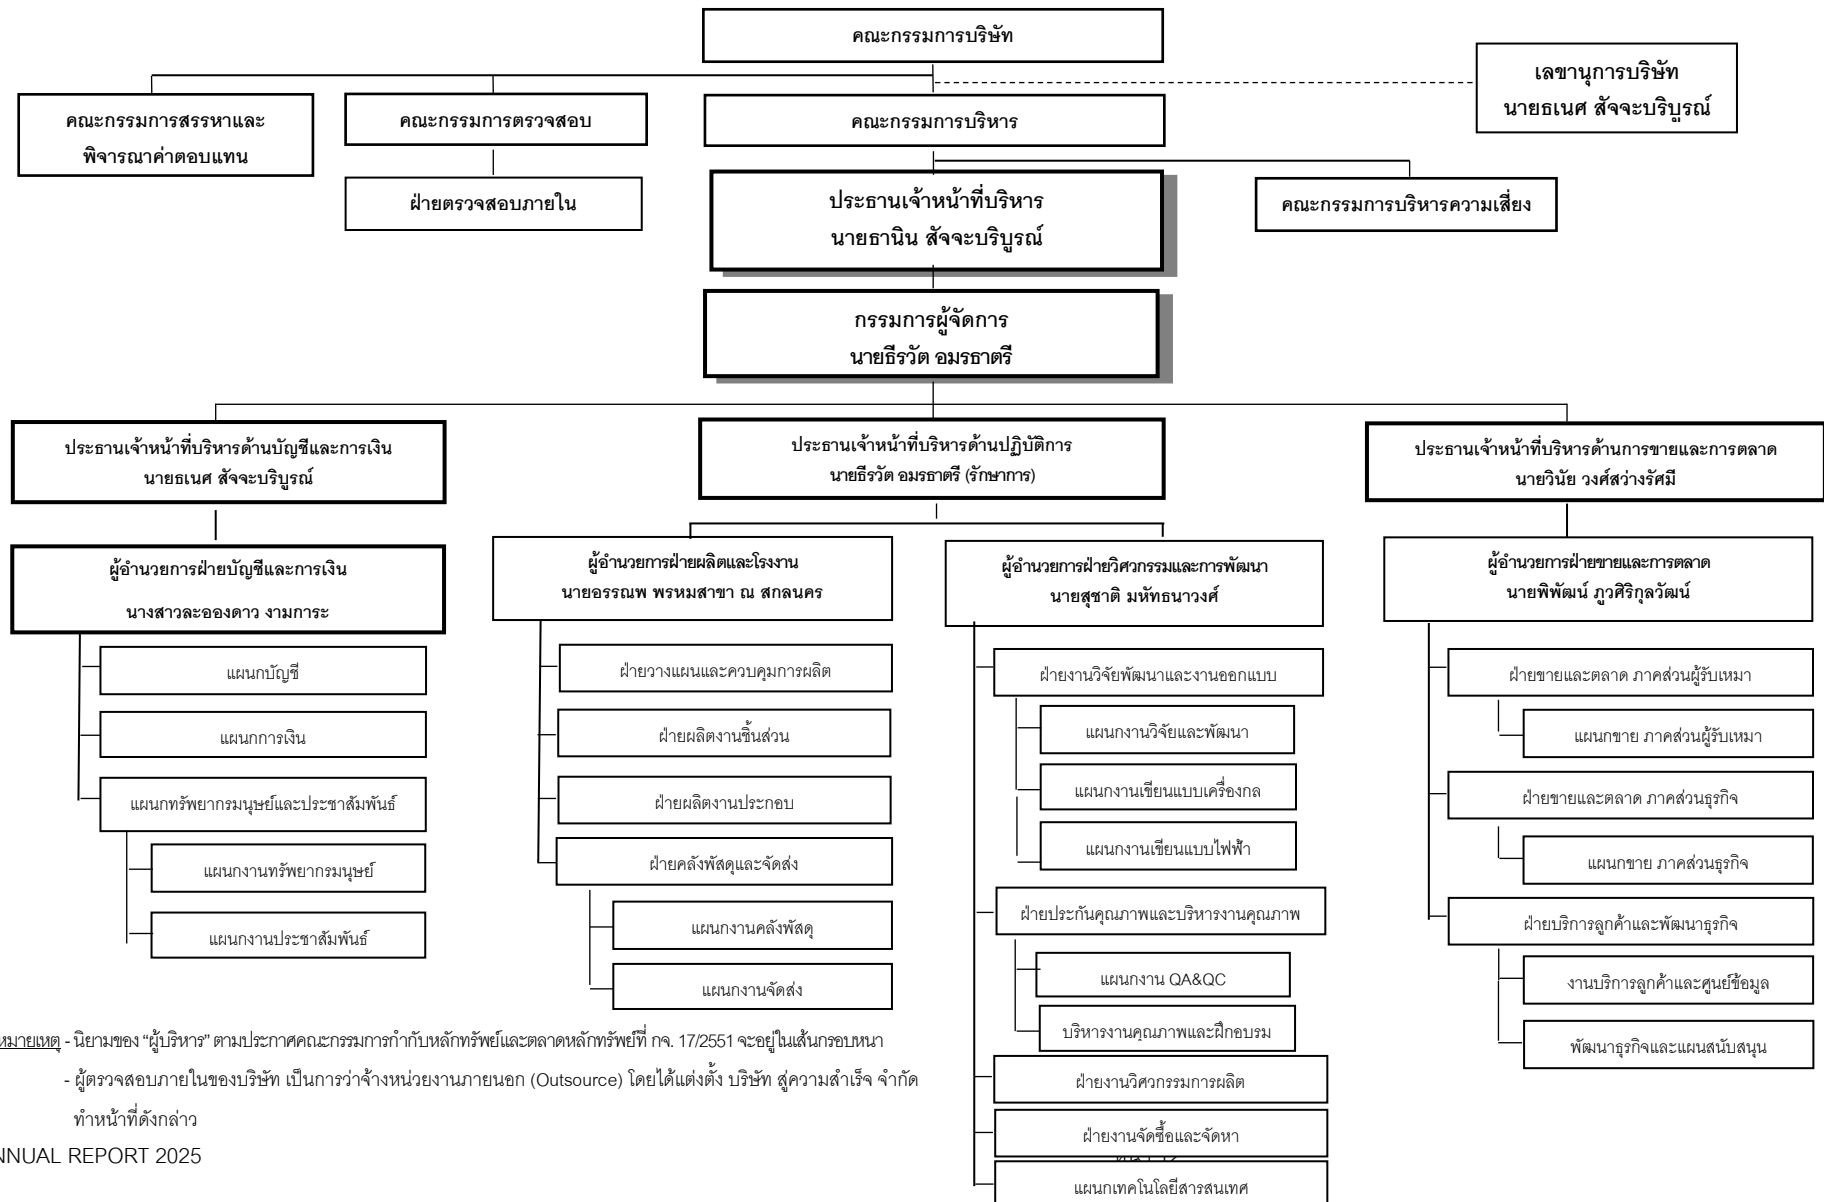 คณะกรรมการบริษัท
เลขานุการบริษัท
นายธเนศ สัจจะบริบูรณ์
คณะกรรมการสรรหาและ
พิจารณาค่าตอบแทน
คณะกรรมการตรวจสอบ
คณะกรรมการบริหาร
ฝ่ายตรวจสอบภายใน
ประธานเจ้าหน้าที่บริหาร
นายธานิน สัจจะบริบูรณ์
คณะกรรมการบริหารความเสี่ยง
กรรมการผู้จัดการ
นายธีรวัต อมรธาตรี
ประธานเจ้าหน้าที่บริหารด้านบัญชีและการเงิน
นายธเนศ สัจจะบริบูรณ์
ประธานเจ้าหน้าที่บริหารด้านปฏิบัติการ
นายธีรวัต อมรธาตรี (รักษาการ)
ประธานเจ้าหน้าที่บริหารด้านการขายและการตลาด
นายวินัย วงศ์สว่างรัศมี
ผู้อำนวยการฝ่ายบัญชีและการเงิน
นางสาวละอองดาว งามการะ
ผู้อำนวยการฝ่ายผลิตและโรงงาน
นายอรรณพ พรหมสาขา ณ สกลนคร
ผู้อำนวยการฝ่ายวิศวกรรมและการพัฒนา
นายสุชาติ มหัทธนาวงศ์
ผู้อำนวยการฝ่ายขายและการตลาด
นายพิพัฒน์ ภูวศิริกุลวัฒน์
แผนกบัญชี
แผนกการเงิน
แผนกทรัพยากรมนุษย์และประชาสัมพันธ์
แผนกงานทรัพยากรมนุษย์
แผนกงานประชาสัมพันธ์
ฝ่ายวางแผนและควบคุมการผลิต
ฝ่ายผลิตงานชิ้นส่วน
ฝ่ายผลิตงานประกอบ
ฝ่ายคลังพัสดุและจัดส่ง
แผนกงานคลังพัสดุ
แผนกงานจัดส่ง
ฝ่ายงานวิจัยพัฒนาและงานออกแบบ
แผนกงานวิจัยและพัฒนา
แผนกงานเขียนแบบเครื่องกล
แผนกงานเขียนแบบไฟฟ้า
ฝ่ายประกันคุณภาพและบริหารงานคุณภาพ
แผนกงาน QA&QC
บริหารงานคุณภาพและฝึกอบรม
ฝ่ายงานวิศวกรรมการผลิต
ฝ่ายงานจัดซื้อและจัดหา
แผนกเทคโนโลยีสารสนเทศ
ฝ่ายขายและตลาด ภาคส่วนผู้รับเหมา
แผนกขาย ภาคส่วนผู้รับเหมา
ฝ่ายขายและตลาด ภาคส่วนธุรกิจ
แผนกขาย ภาคส่วนธุรกิจ
ฝ่ายบริการลูกค้าและพัฒนาธุรกิจ
งานบริการลูกค้าและศูนย์ข้อมูล
พัฒนาธุรกิจและแผนสนับสนุน
หมายเหตุ - นิยามของ “ผู้บริหาร” ตามประกาศคณะกรรมการกำกับหลักทรัพย์และตลาดหลักทรัพย์ที่ กจ. 17/2551 จะอยู่ในเส้นกรอบหนา
- ผู้ตรวจสอบภายในของบริษัท เป็นการว่าจ้างหน่วยงานภายนอก (Outsource) โดยได้แต่งตั้ง บริษัท สู่ความสำเร็จ จำกัด
ทำหน้าที่ดังกล่าว
NNUAL REPORT 2025